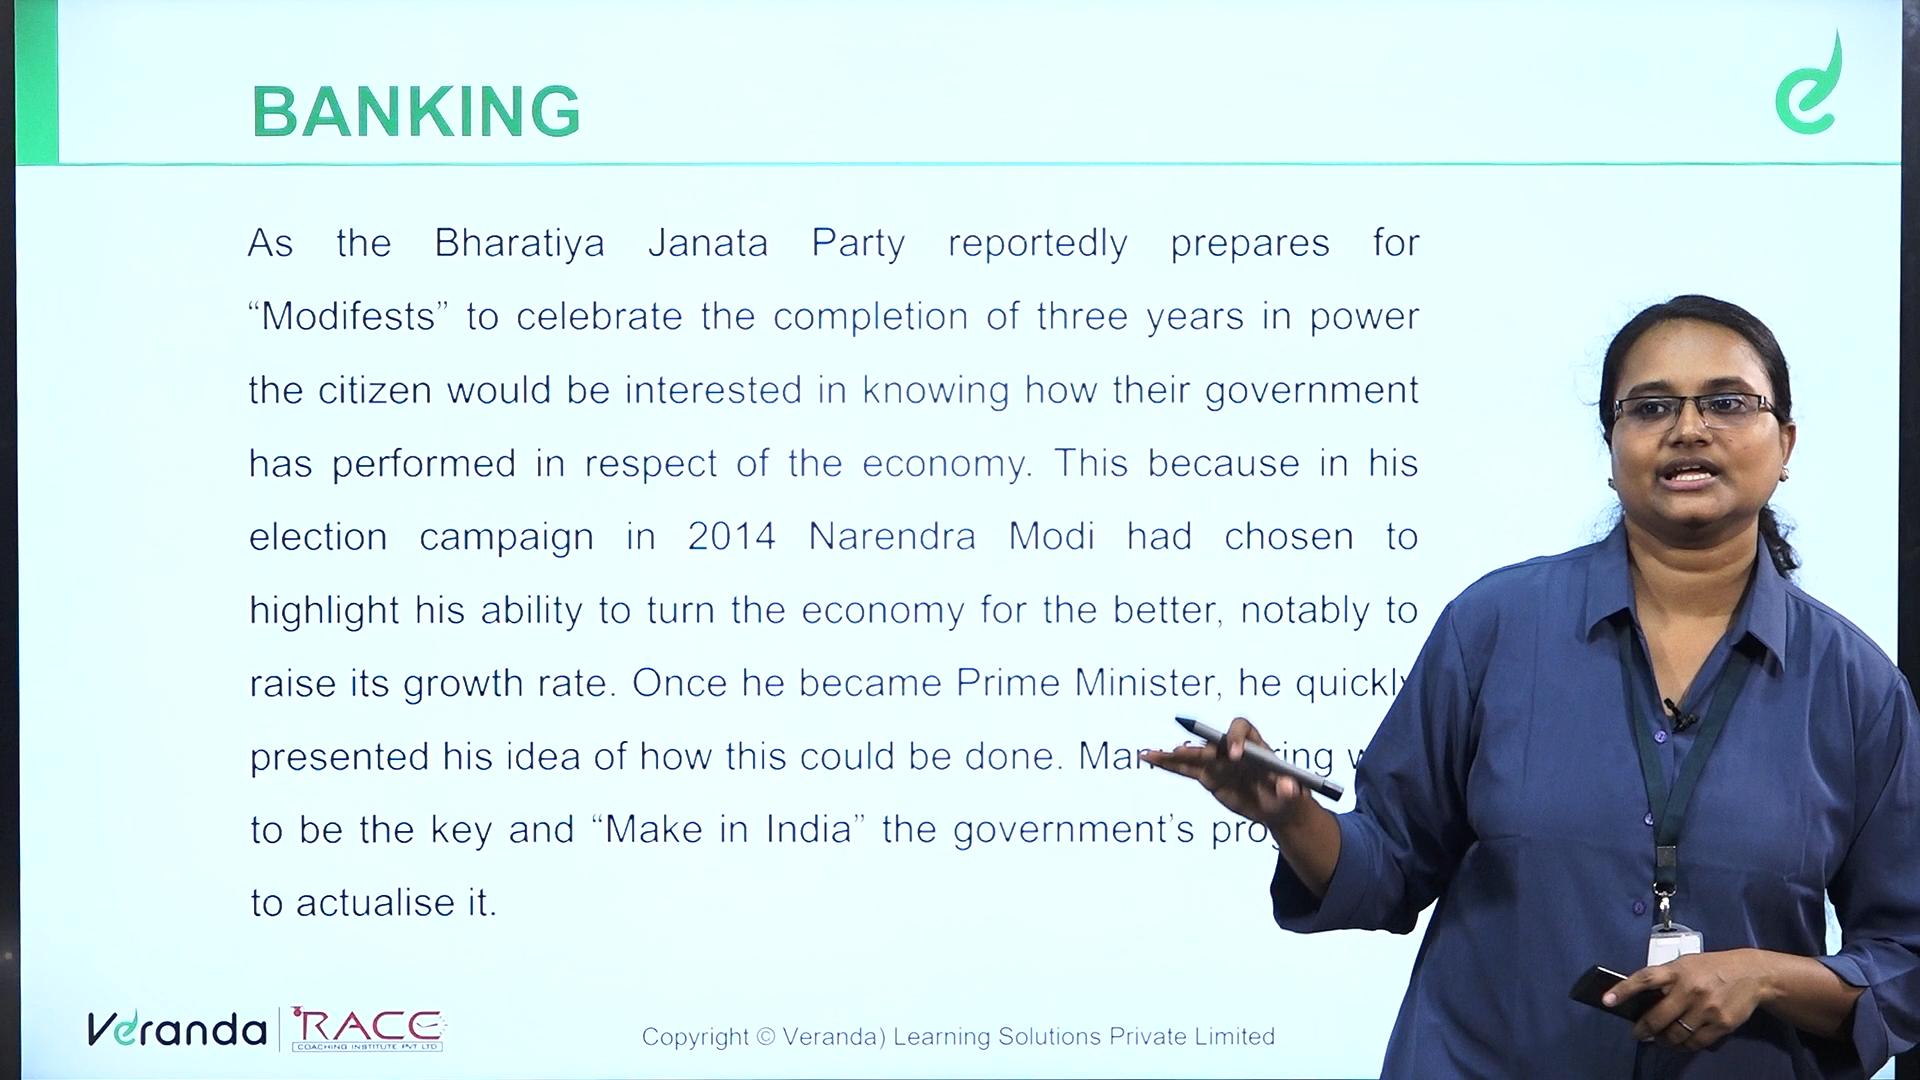 BANKING
As the Bharatiya Janata Party reportedly prepares for
“Modifests” to celebrate the completion of three years in power
the citizen would be interested in knowing how their government
has performed in respect of the economy. This because in his
election campaign in 2014 Narendra Modi had chosen to
highlight his ability to turn the economy for the better, notably to
raise its growth rate. Once he became Prime Minister, he quickly
presented his idea of how this could be done.
to be the key and “Make in India” the government’s
to actualise it.
Veranda RACE
COACHING INSTITUTE PVT LTD
Copyright © Veranda) Learning Solutions Private Limited